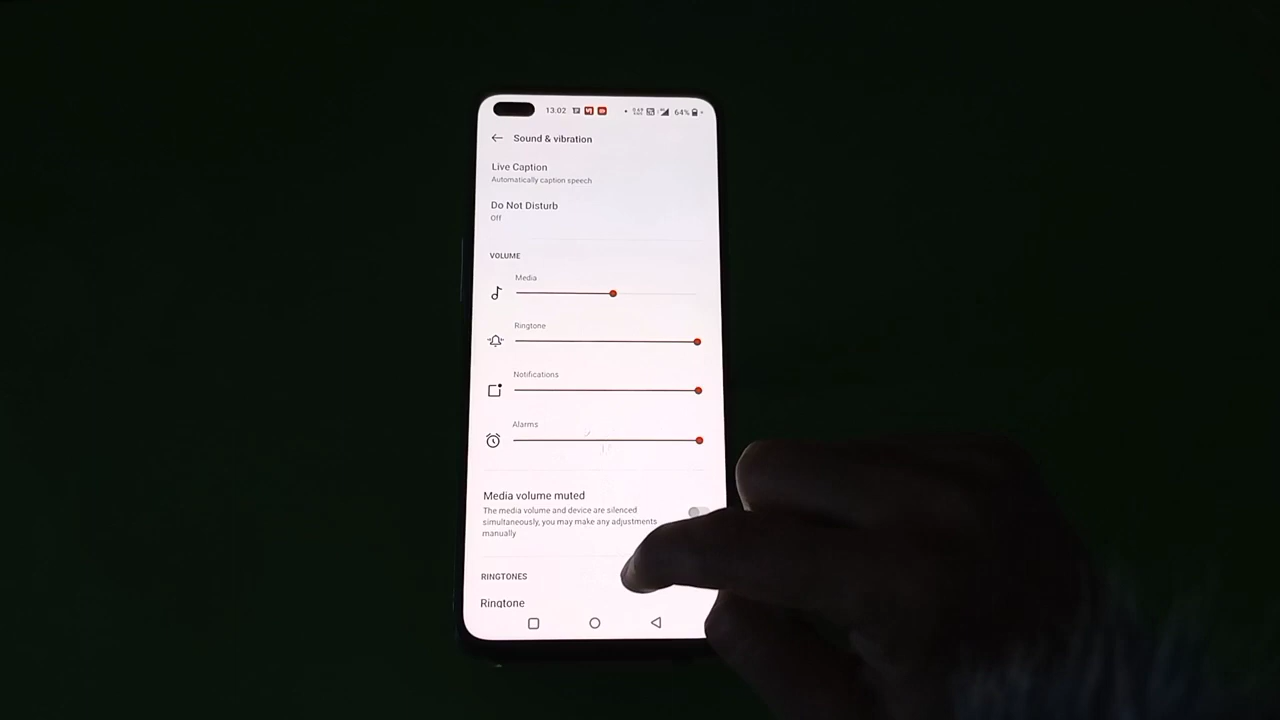 13.02 64%
Sound & vibration
Live Caption
Automatically caption speech
Do Not Disturb
Off
VOLUME
Media
Ringtone
Notifications
Alarms
Media volume muted
The media volume and device are silenced
simultaneously, you may make any adjustments
manually
RINGTONES
Ringtone